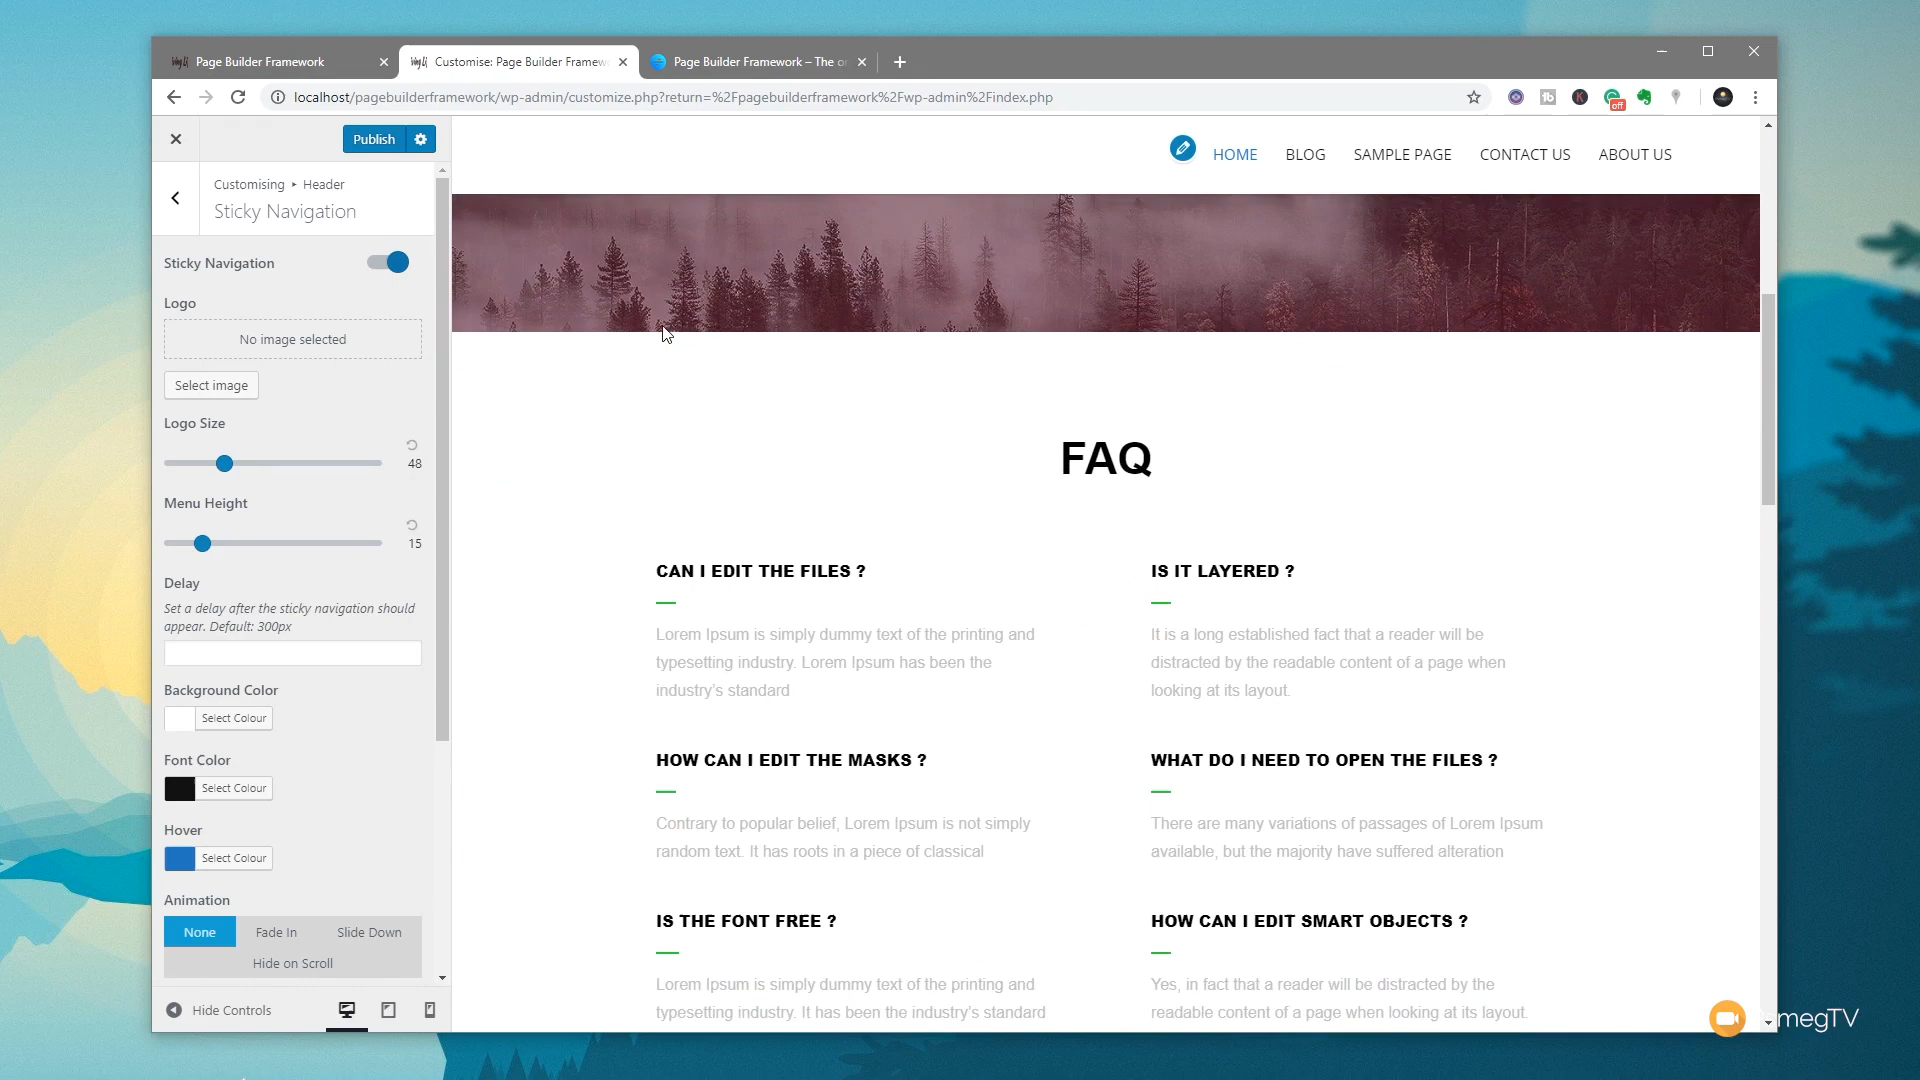 Page Builder Framework
Customise: Page Builder Framew
Page Builder Framework – The o
localhost/pagebuilderframework/wp-admin/customize.php?return=%2Fpagebuilderframework%2Fwp-admin%2Findex.php
off
Publish
Customising ▸ Header
Sticky Navigation
Sticky Navigation
Logo
No image selected
Select image
Logo Size
48
Menu Height
15
Delay
Set a delay after the sticky navigation should
appear. Default: 300px
Background Color
Select Colour
Font Color
Select Colour
Hover
Select Colour
Animation
None
Fade In
Slide Down
Hide on Scroll
Hide Controls
HOME
BLOG
SAMPLE PAGE
CONTACT US
ABOUT US
FAQ
CAN I EDIT THE FILES ?
Lorem Ipsum is simply dummy text of the printing and
typesetting industry. Lorem Ipsum has been the
industry's standard
IS IT LAYERED ?
It is a long established fact that a reader will be
distracted by the readable content of a page when
looking at its layout.
HOW CAN I EDIT THE MASKS ?
Contrary to popular belief, Lorem Ipsum is not simply
random text. It has roots in a piece of classical
WHAT DO I NEED TO OPEN THE FILES ?
There are many variations of passages of Lorem Ipsum
available, but the majority have suffered alteration
IS THE FONT FREE ?
Lorem Ipsum is simply dummy text of the printing and
typesetting industry. It has been the industry's standard
HOW CAN I EDIT SMART OBJECTS ?
Yes, in fact that a reader will be distracted by the
readable content of a page when looking at its layout.
megTV